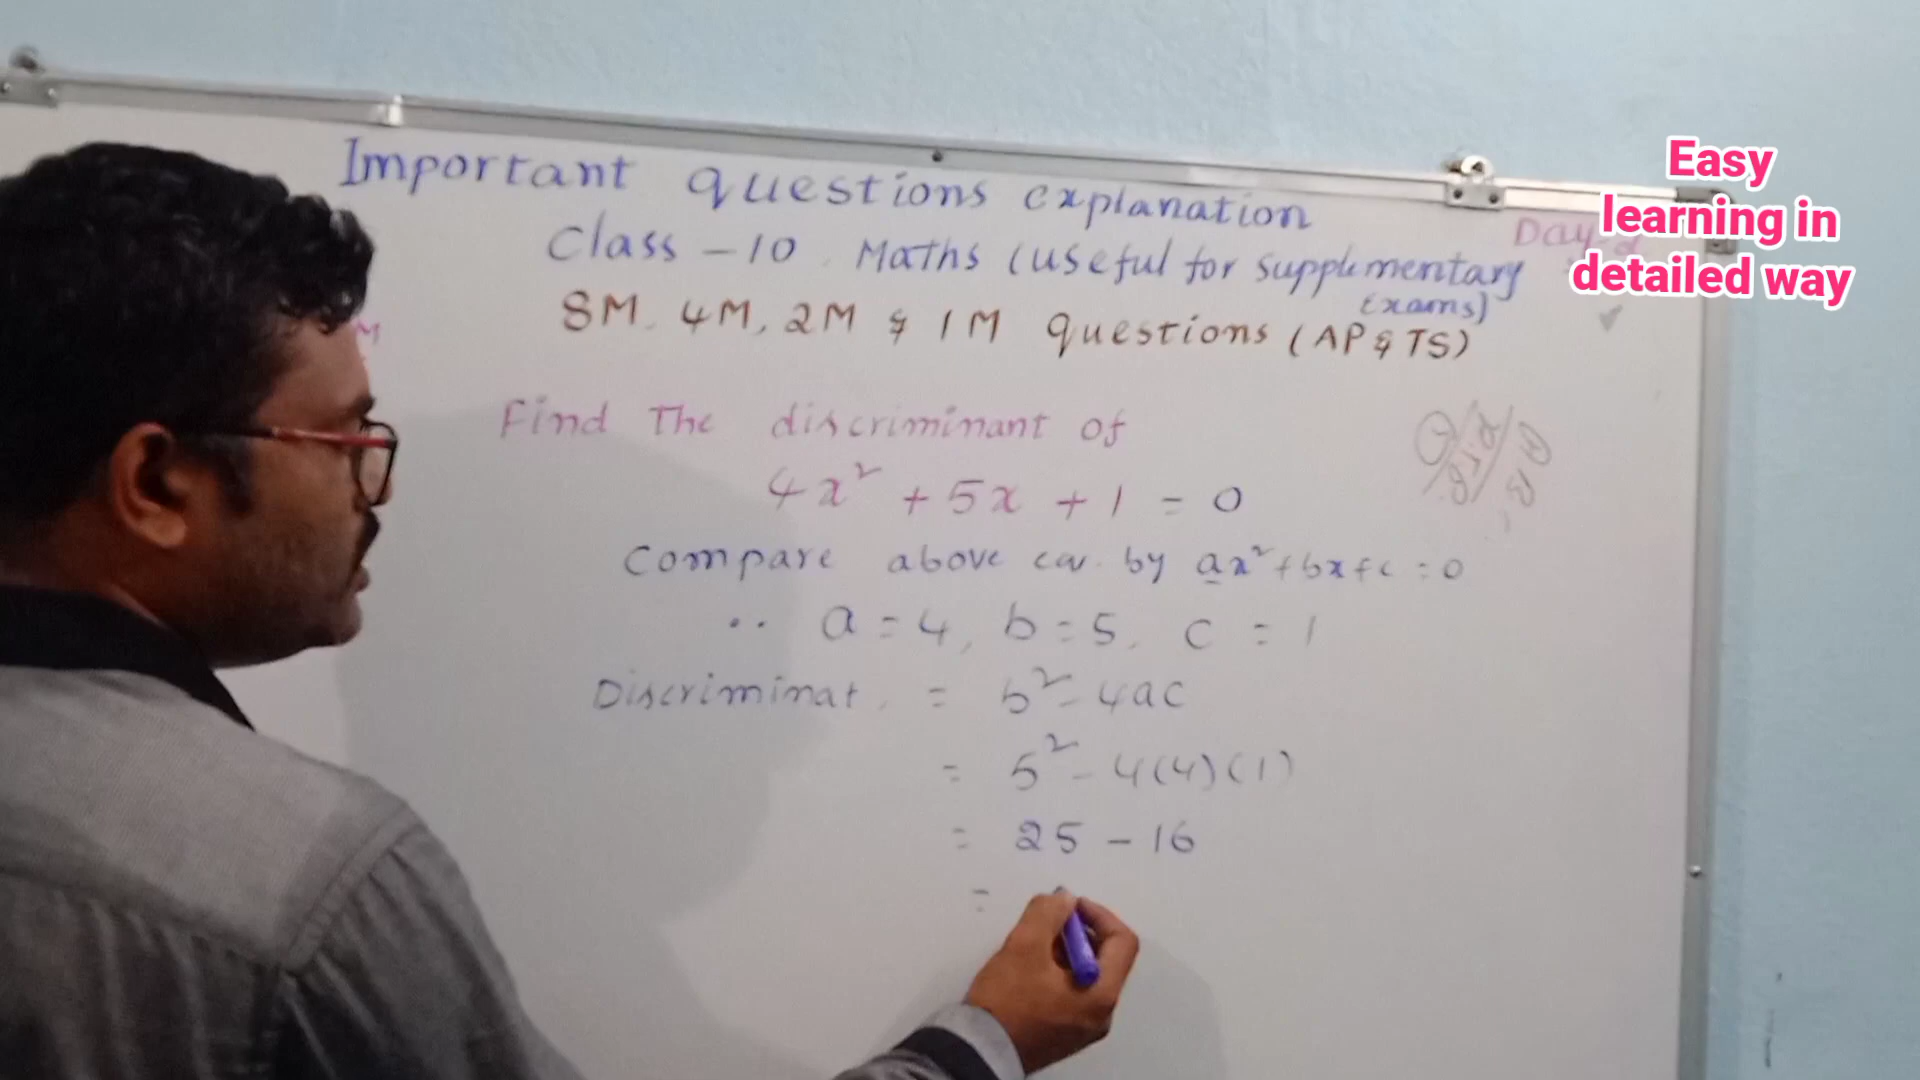 Important questions explanation
Class - 10 Maths (useful for supplementary
Exams)
8M, 4M, 2M & 1M questions (AP & TS)
Day-2
Easy
learning in
detailed way
M
Find The discriminant of
4x² + 5x + 1 = 0
Compare above eq. by ax² + bx + c = 0
∴ a = 4, b = 5, c = 1
Discriminat. = b² - 4ac
= 5² - 4(4)(1)
= 25 - 16
=